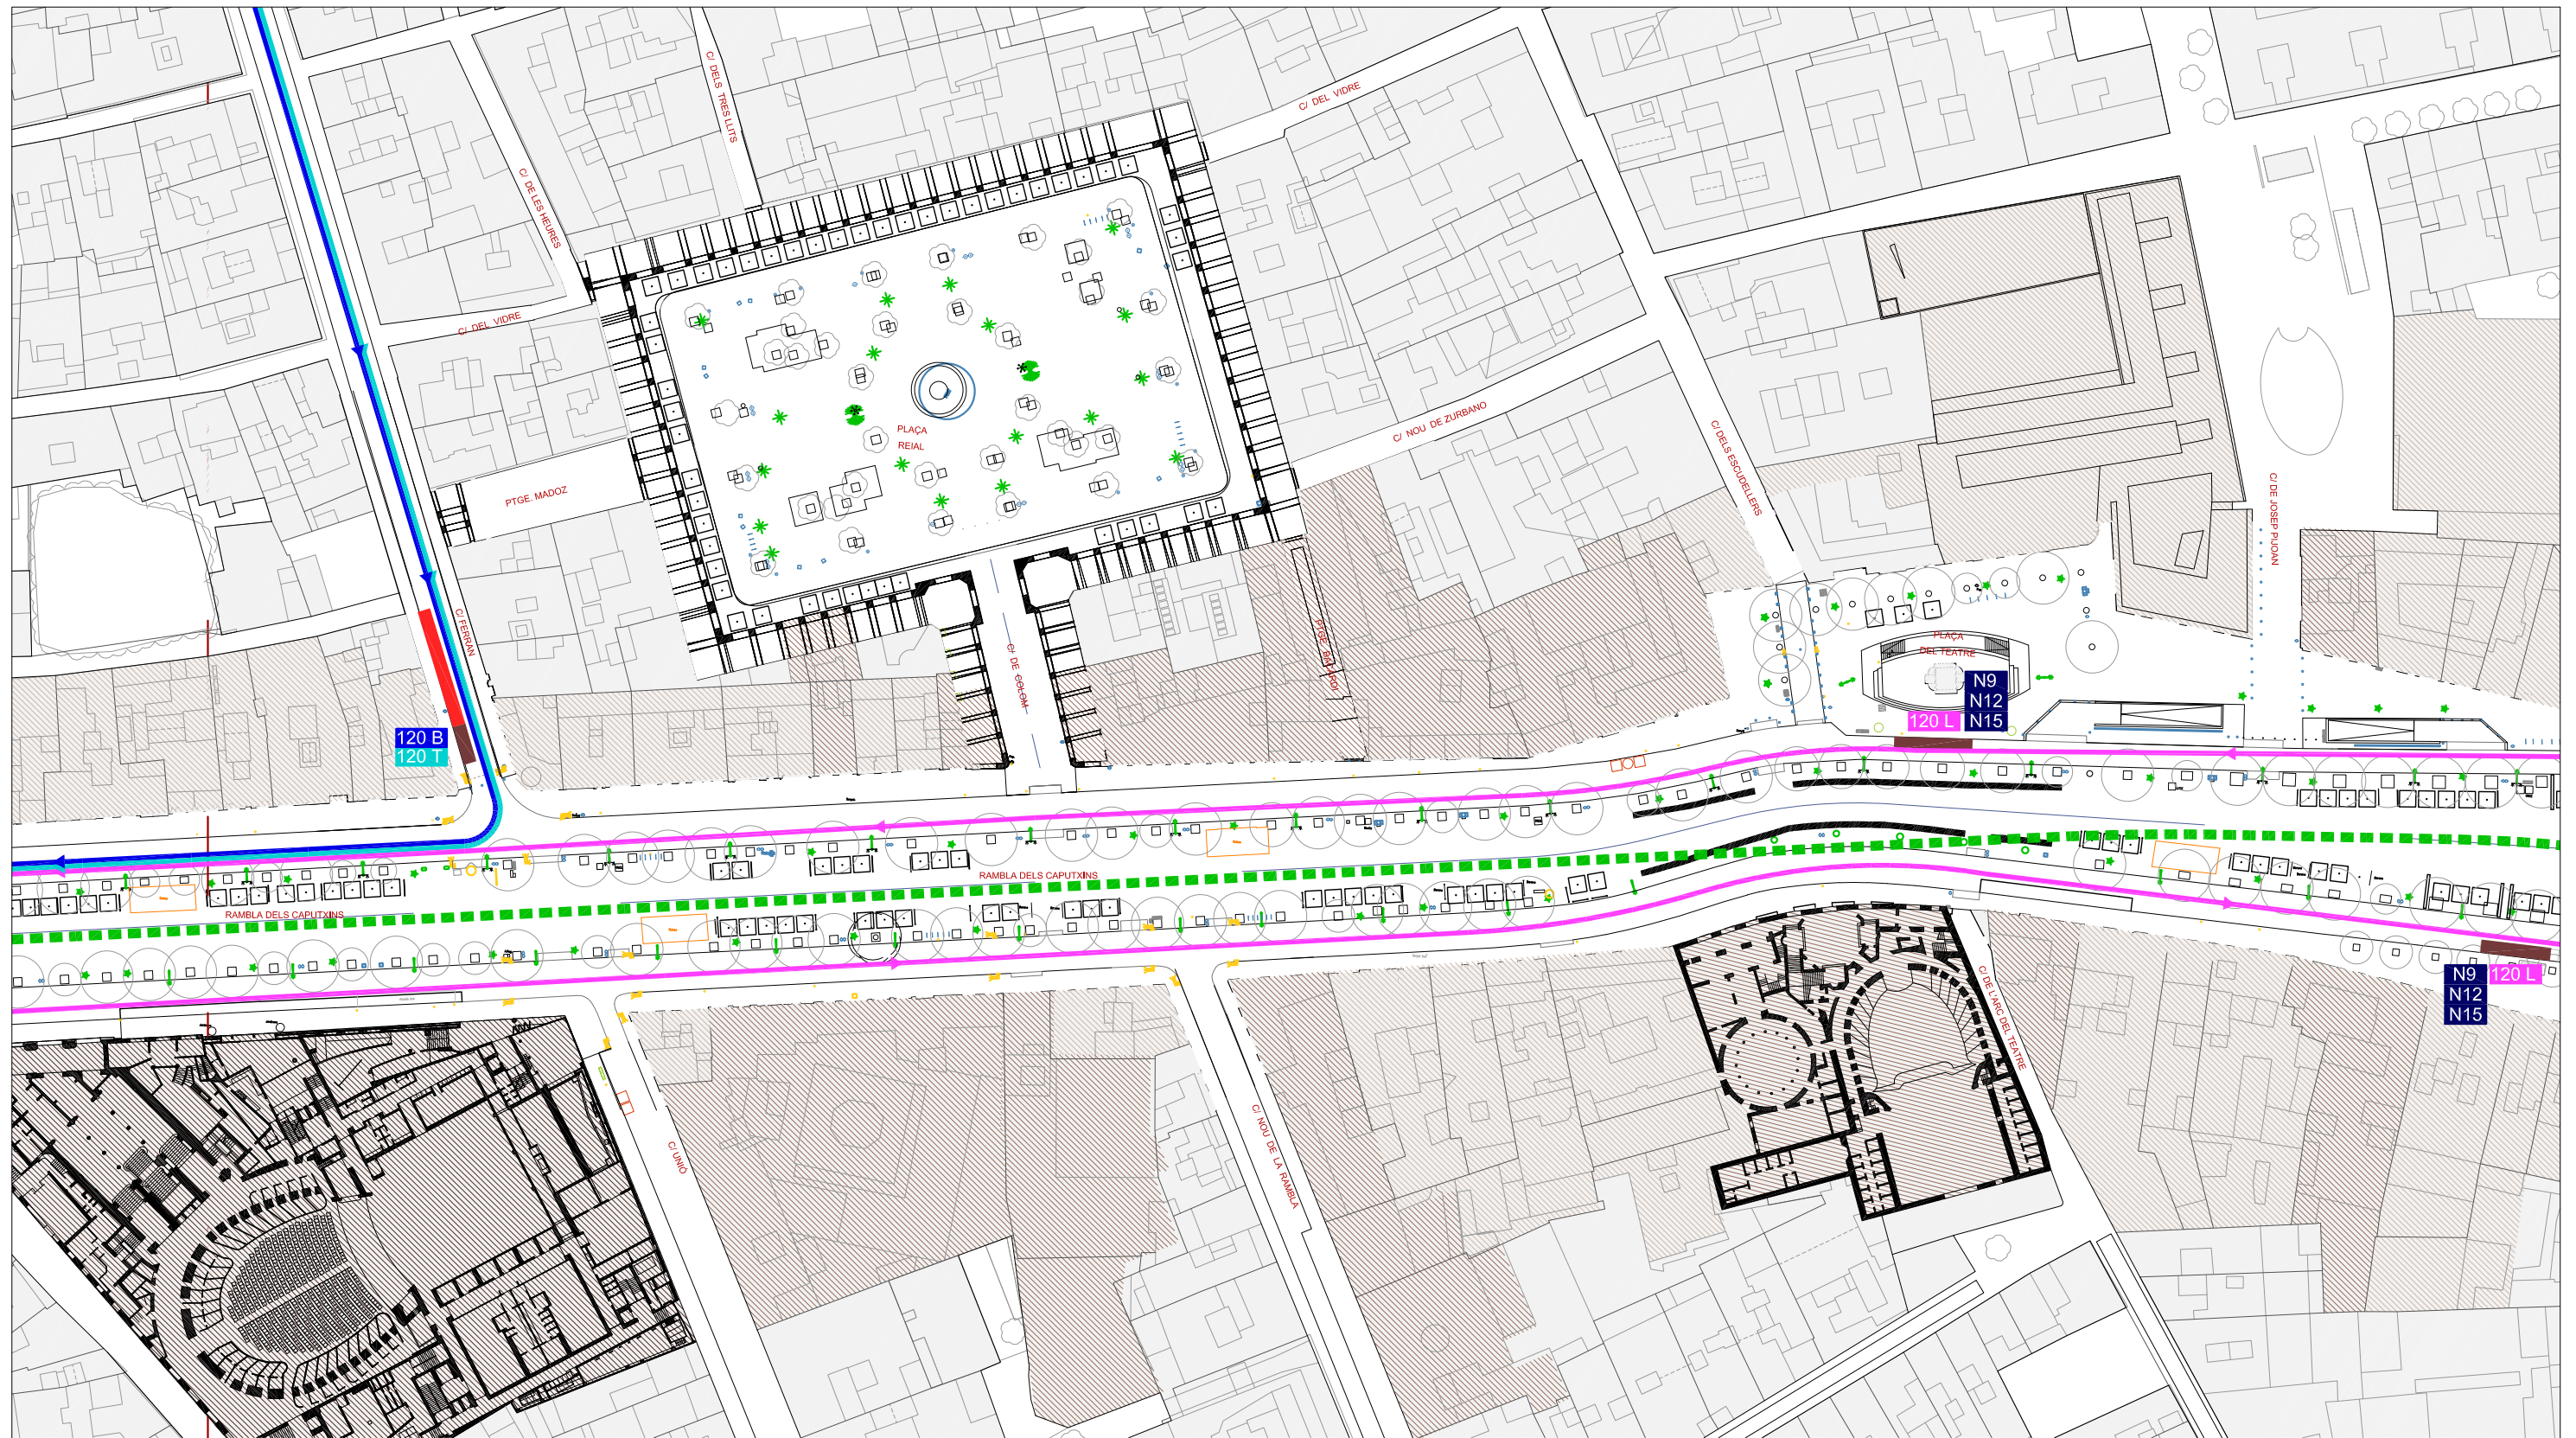 C/ DELS TRES LLITS
C/ DEL VIDRE
C/ DE LES HEURES
C/ DEL VIDRE
C/ NOU DE ZURBANO
PLAÇA
REIAL
C/ DELS ESCUDELLERS
PTGE. MADOZ
C/ DE JOSEP PIJOAN
C/ FERRAN
C/ DE COLOM
PTGE. BACARDI
PLAÇA
DEL TEATRE
N9
N12
120 L
N15
120 B
120 T
RAMBLA DELS CAPUTXINS
RAMBLA DELS CAPUTXINS
N9
120 L
N12
N15
C/ DE L'ARC DEL TEATRE
C/ UNIÓ
C/ NOU DE LA RAMBLA